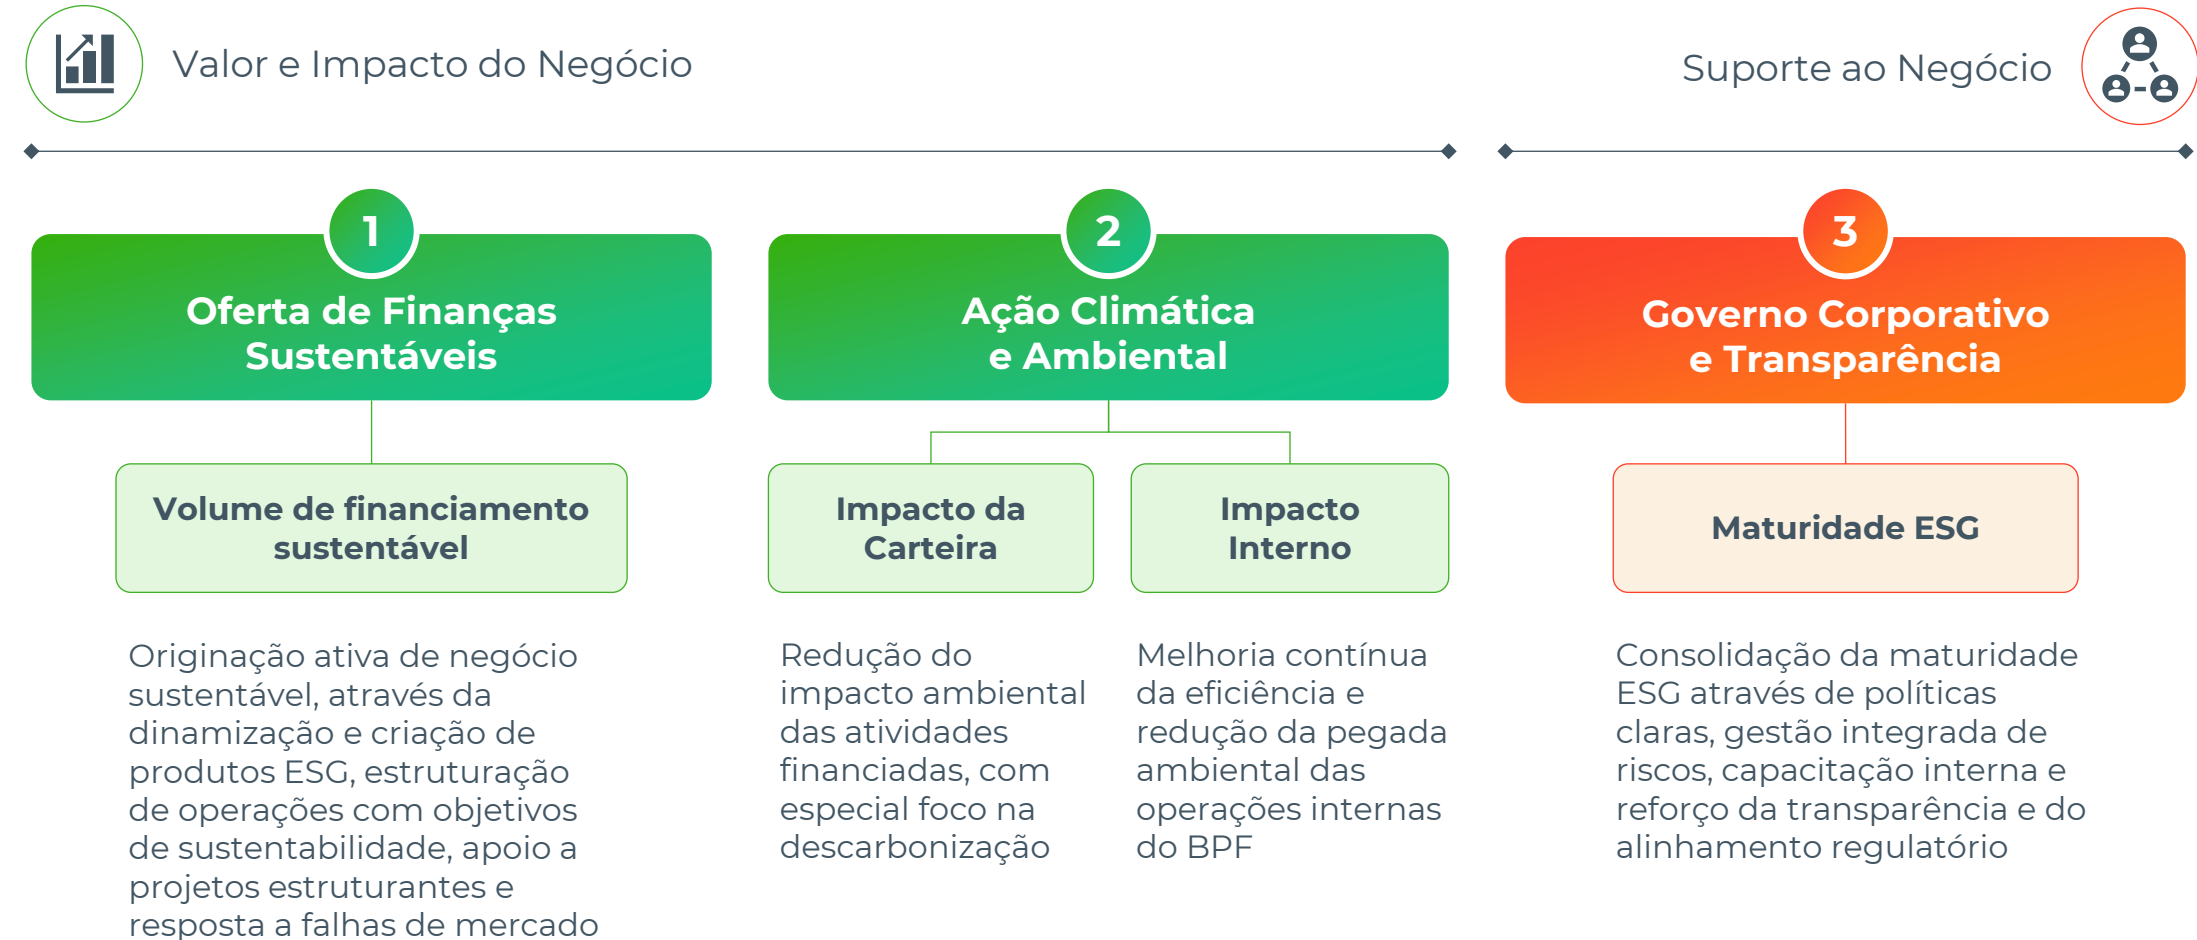 Valor e Impacto do Negócio
Suporte ao Negócio
1
Oferta de Finanças
Sustentáveis
Volume de financiamento
sustentável
Originação ativa de negócio
sustentável, através da
dinamização e criação de
produtos ESG, estruturação
de operações com objetivos
de sustentabilidade, apoio a
projetos estruturantes e
resposta a falhas de mercado
2
Ação Climática
e Ambiental
Impacto da
Carteira
Redução do
impacto ambiental
das atividades
financiadas, com
especial foco na
descarbonização
Impacto
Interno
Melhoria contínua
da eficiência e
redução da pegada
ambiental das
operações internas
do BPF
3
Governo Corporativo
e Transparência
Maturidade ESG
Consolidação da maturidade
ESG através de políticas
claras, gestão integrada de
riscos, capacitação interna e
reforço da transparência e do
alinhamento regulatório